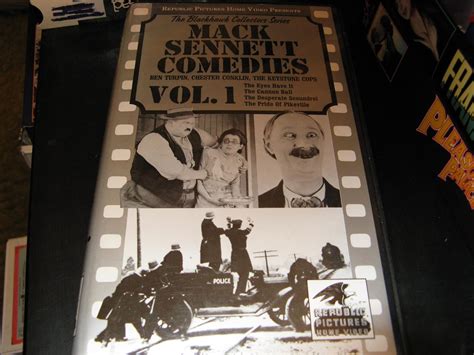 Republic Pictures Home Video Presents
The Blackhawk Collectors Series
MACK
SENNETT
COMEDIES
BEN TURPIN, CHESTER CONKLIN, THE KEYSTONE COPS
VOL. 1
The Eyes Have It
The Cannon Ball
The Desperate Scoundrel
The Pride Of Pikeville
POLICE
REPUBLIC
PICTURES
HOME VIDEO